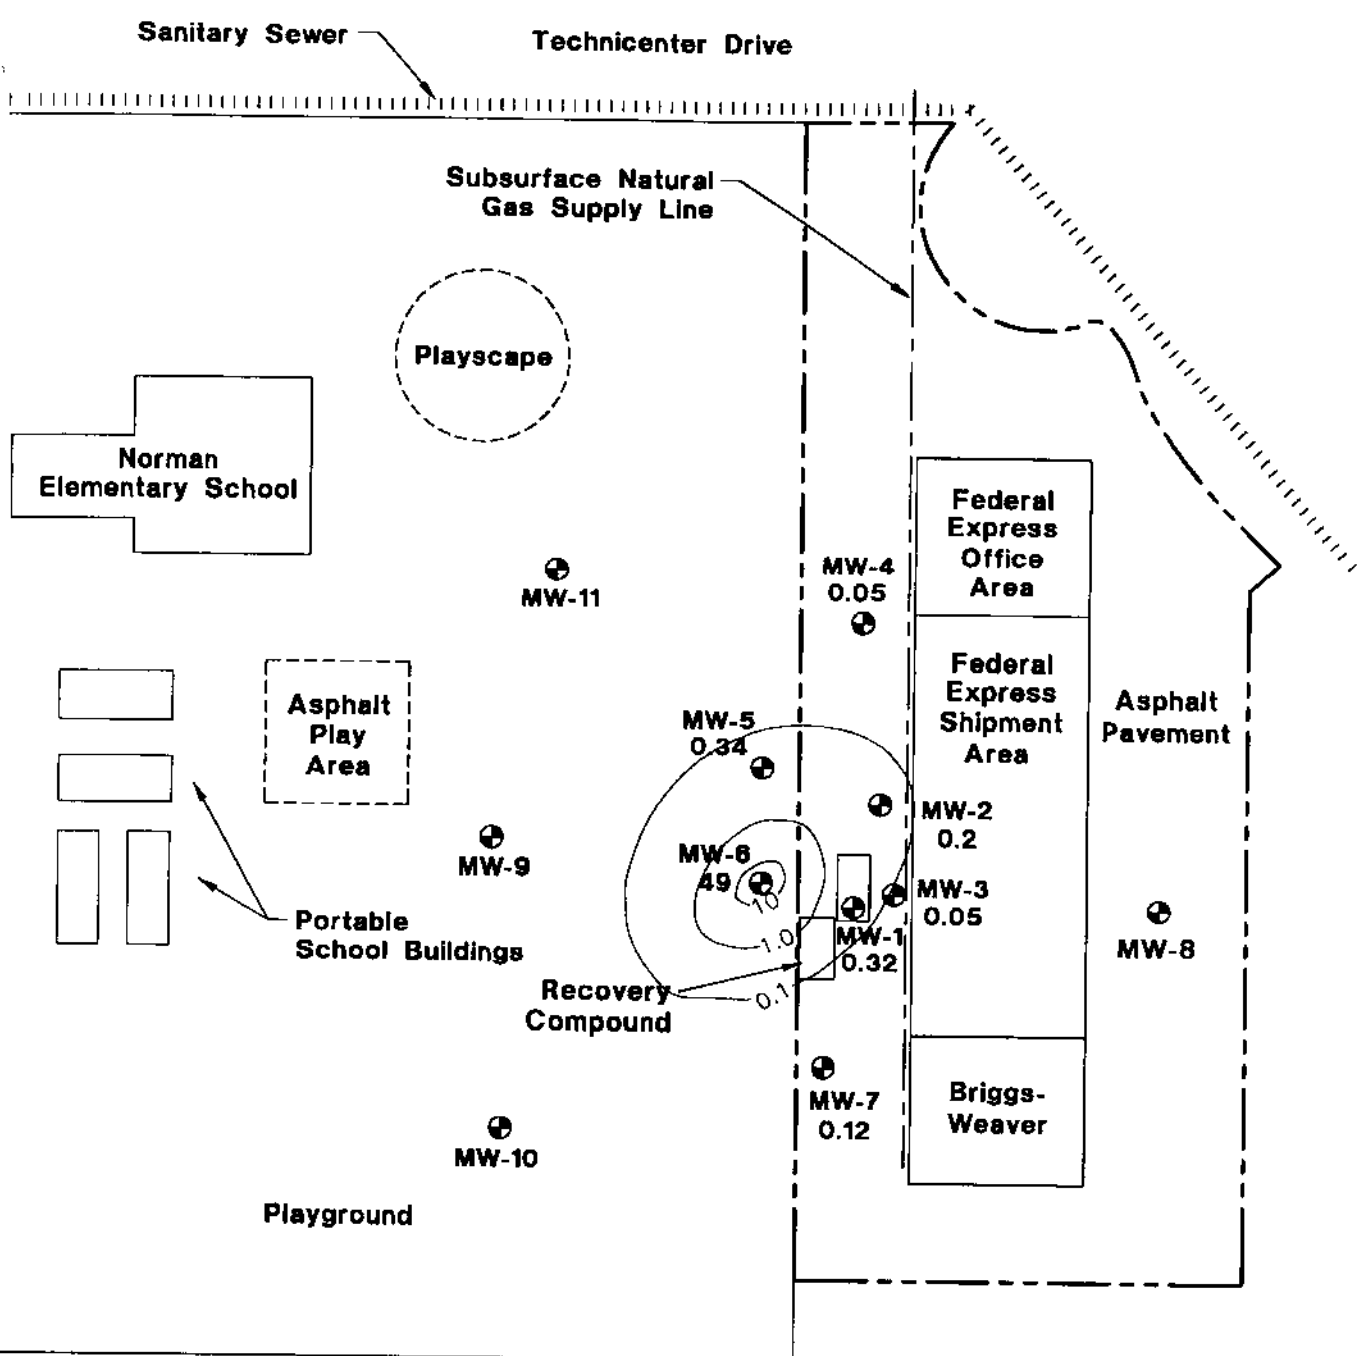 Sanitary Sewer
Technicenter Drive
Subsurface Natural
Gas Supply Line
Playscape
Norman
Elementary School
Federal
Express
Office
Area
MW-4
0.05
MW-11
Federal
Express
Shipment
Area
Asphalt
Pavement
Asphalt
Play
Area
MW-5
0.34
MW-2
0.2
MW-6
49
10
MW-9
MW-3
0.05
MW-1
0.32
1.0
MW-8
Portable
School Buildings
0.1
Recovery
Compound
MW-7
0.12
Briggs-
Weaver
MW-10
Playground